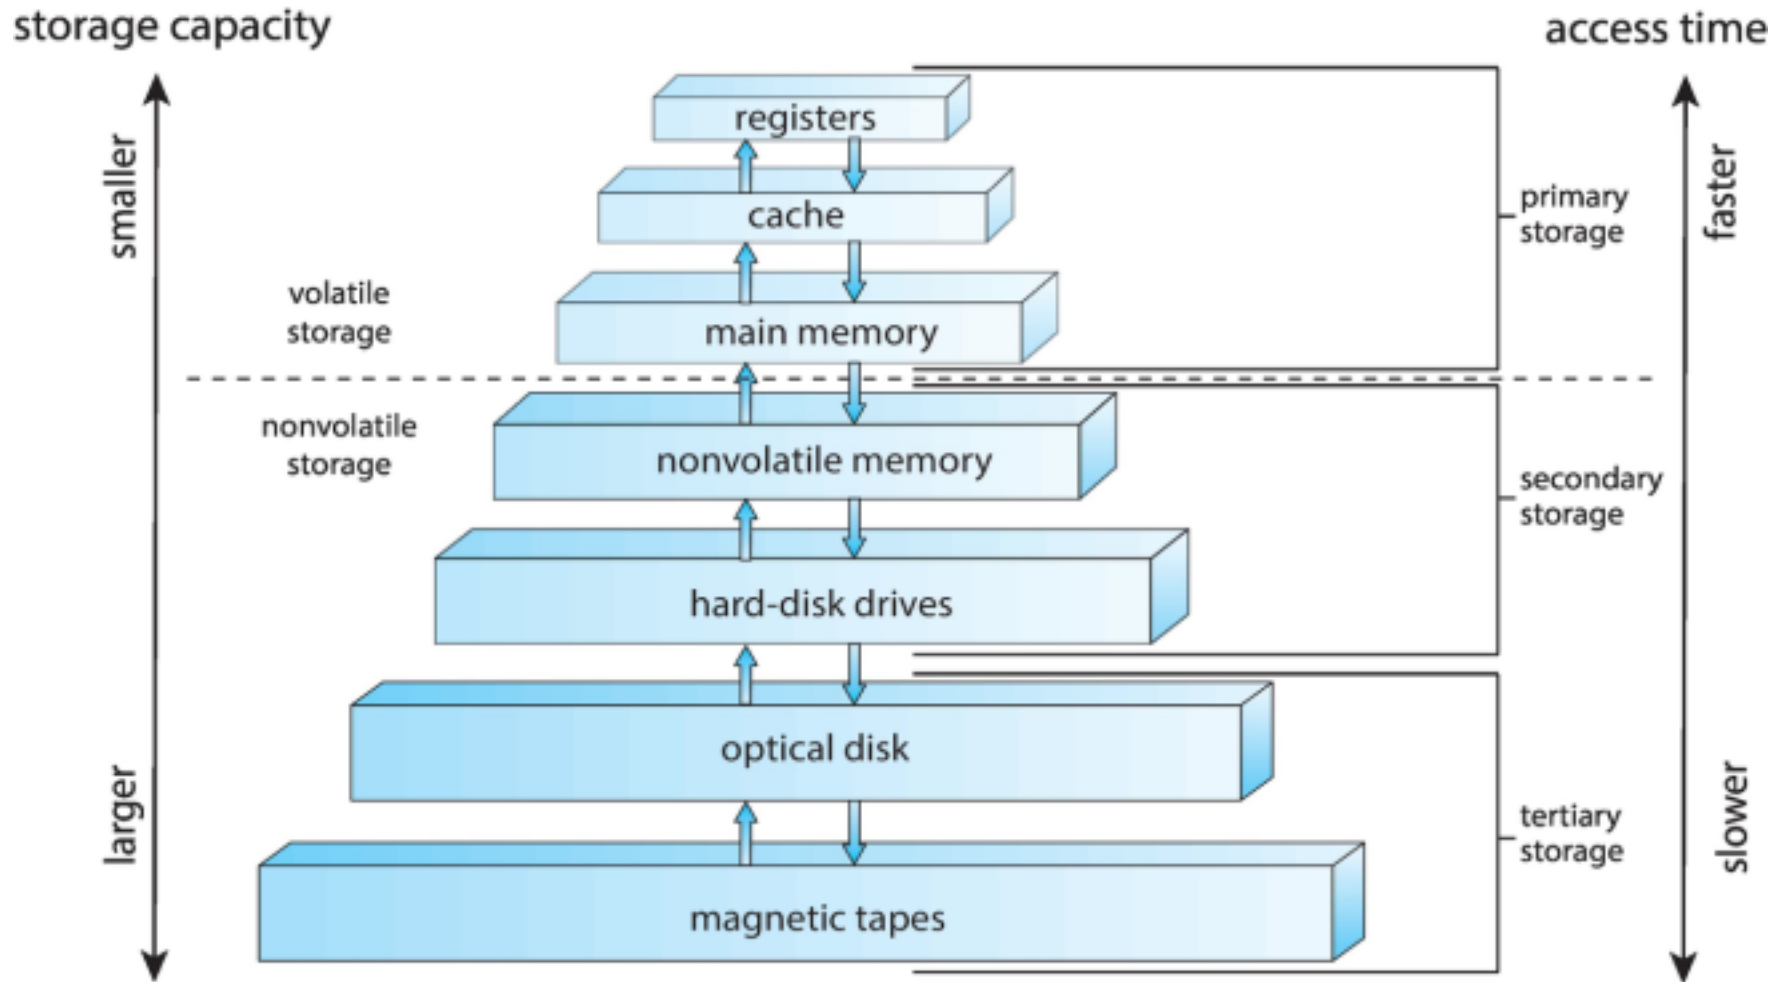 storage capacity
access time
smaller
larger
volatile
storage
nonvolatile
storage
registers
cache
main memory
nonvolatile memory
hard-disk drives
optical disk
magnetic tapes
primary
storage
secondary
storage
tertiary
storage
faster
slower